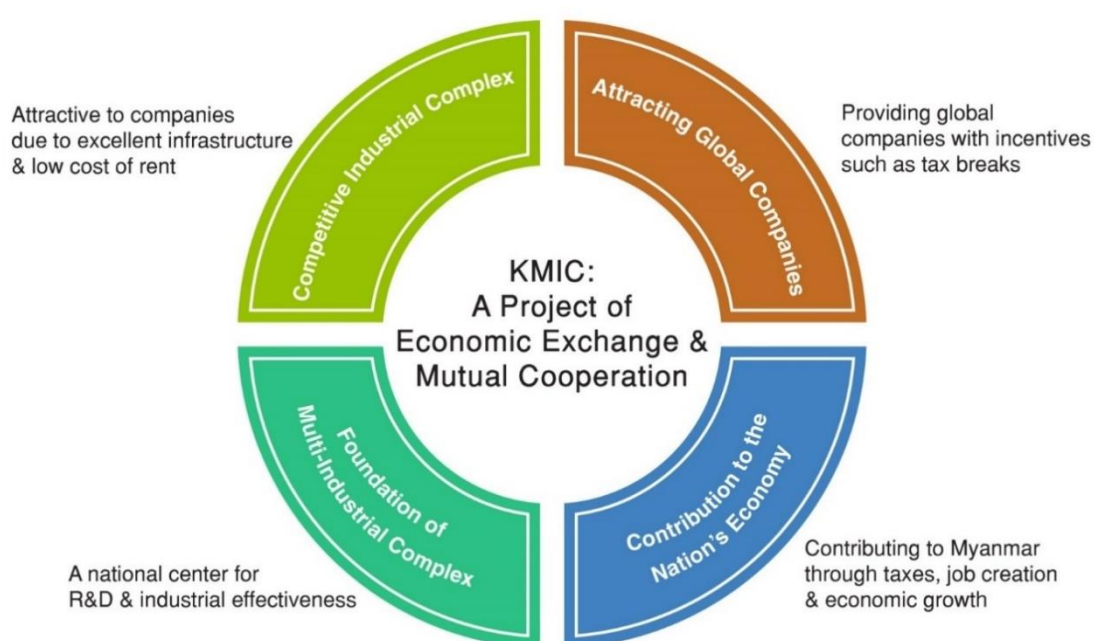 Competitive Industrial Complex
Attracting Global Companies
Attractive to companies
due to excellent infrastructure
& low cost of rent
Providing global
companies with incentives
such as tax breaks
KMIC:
A Project of
Economic Exchange &
Mutual Cooperation
Foundation of
Multi-Industrial Complex
Contribution to the
Nation's Economy
A national center for
R&D & industrial effectiveness
Contributing to Myanmar
through taxes, job creation
& economic growth